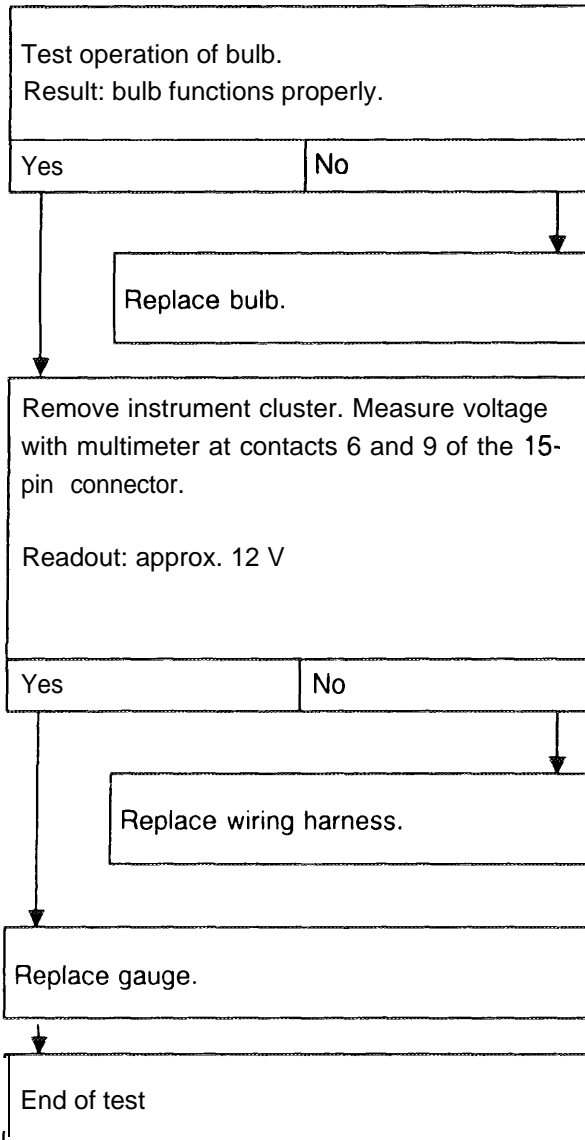 Test operation of bulb.
Result: bulb functions properly.
Yes
No
Replace bulb.
Remove instrument cluster. Measure voltage
with multimeter at contacts 6 and 9 of the 15-
pin connector.
Readout: approx. 12 V
Yes
No
Replace wiring harness.
Replace gauge.
End of test